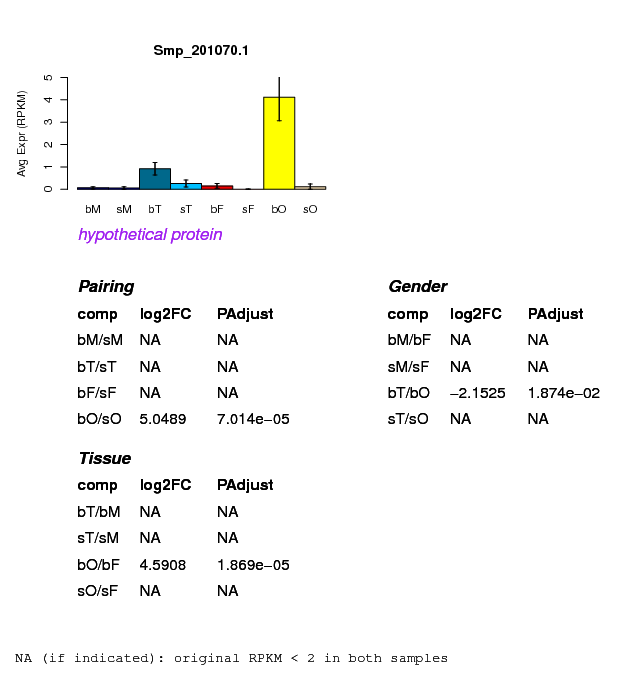 Smp_201070.1
Avg Expr (RPKM)
5
4
3
2
1
0
bM sM bT sT bF sF bO sO
hypothetical protein
Pairing
comp log2FC PAdjust
bM/sM NA NA
bT/sT NA NA
bF/sF NA NA
bO/sO 5.0489 7.014e−05
Gender
comp log2FC PAdjust
bM/bF NA NA
sM/sF NA NA
bT/bO −2.1525 1.874e−02
sT/sO NA NA
Tissue
comp log2FC PAdjust
bT/bM NA NA
sT/sM NA NA
bO/bF 4.5908 1.869e−05
sO/sF NA NA
NA (if indicated): original RPKM < 2 in both samples